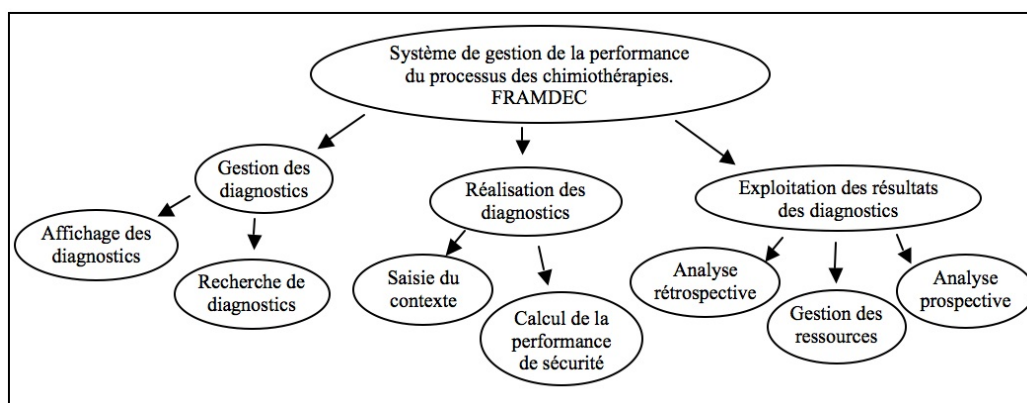 Système de gestion de la performance
du processus des chimiothérapies.
FRAMDEC
Gestion des
diagnostics
Réalisation des
diagnostics
Exploitation des résultats
des diagnostics
Affichage des
diagnostics
Recherche de
diagnostics
Saisie du
contexte
Calcul de la
performance
de sécurité
Analyse
rétrospective
Gestion des
ressources
Analyse
prospective